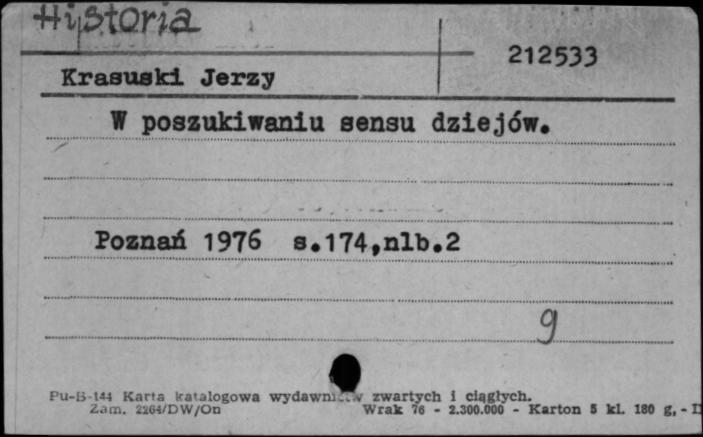 Historia
212533
Krasuski Jerzy
W poszukiwaniu sensu dziejów.
Poznań 1976 s.174,nlb.2
9
Pu-B-144 Karta katalogowa wydawnictw zwartych i ciągłych.
Zam. 2264/DW/On Wrak 76 - 2.300.000 - Karton 5 kl. 180 g, -